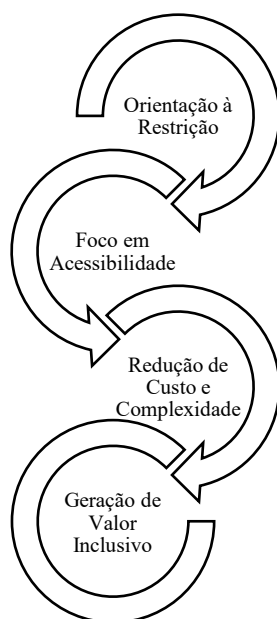 Orientação à
Restrição
Foco em
Acessibilidade
Redução de
Custo e
Complexidade
Geração de
Valor
Inclusivo